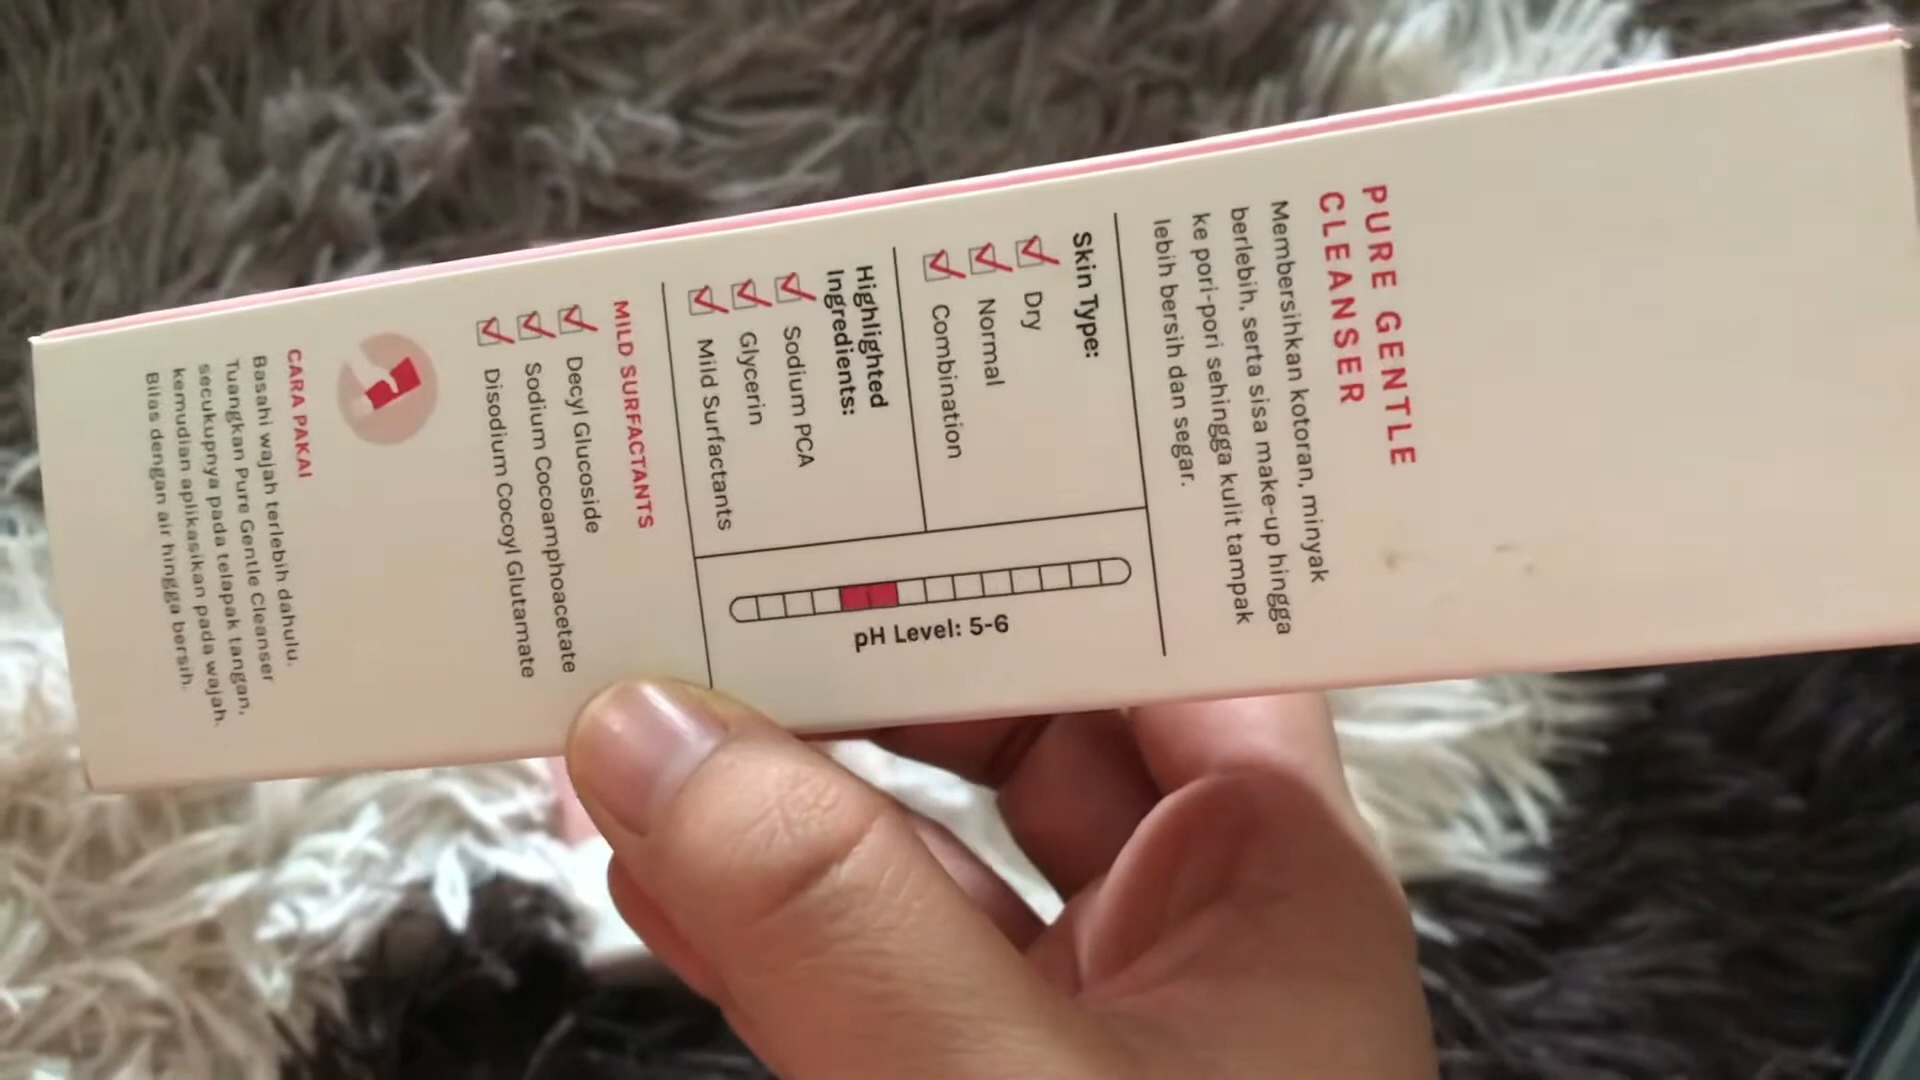 PURE GENTLE
CLEANSER
Membersihkan kotoran, minyak
berlebih, serta sisa make-up hingga
ke pori-pori sehingga kulit tampak
lebih bersih dan segar.
Skin Type:
Dry
Normal
Combination
Highlighted
Ingredients:
Sodium PCA
Glycerin
Mild Surfactants
pH Level: 5-6
MILD SURFACTANTS
Decyl Glucoside
Sodium Cocoamphoacetate
Disodium Cocoyl Glutamate
CARA PAKAI
Basahi wajah terlebih dahulu.
Tuangkan Pure Gentle Cleanser
secukupnya pada telapak tangan,
kemudian aplikasikan pada wajah.
Bilas dengan air hingga bersih.